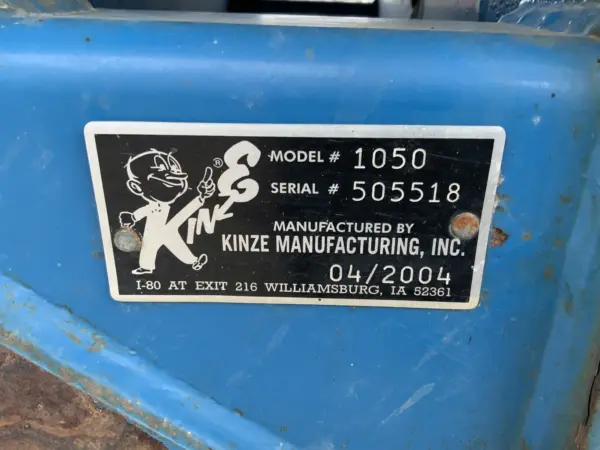 KINZE ®
MODEL # 1050
SERIAL # 505518
MANUFACTURED BY
KINZE MANUFACTURING, INC.
04/2004
I-80 AT EXIT 216 WILLIAMSBURG, IA 52361